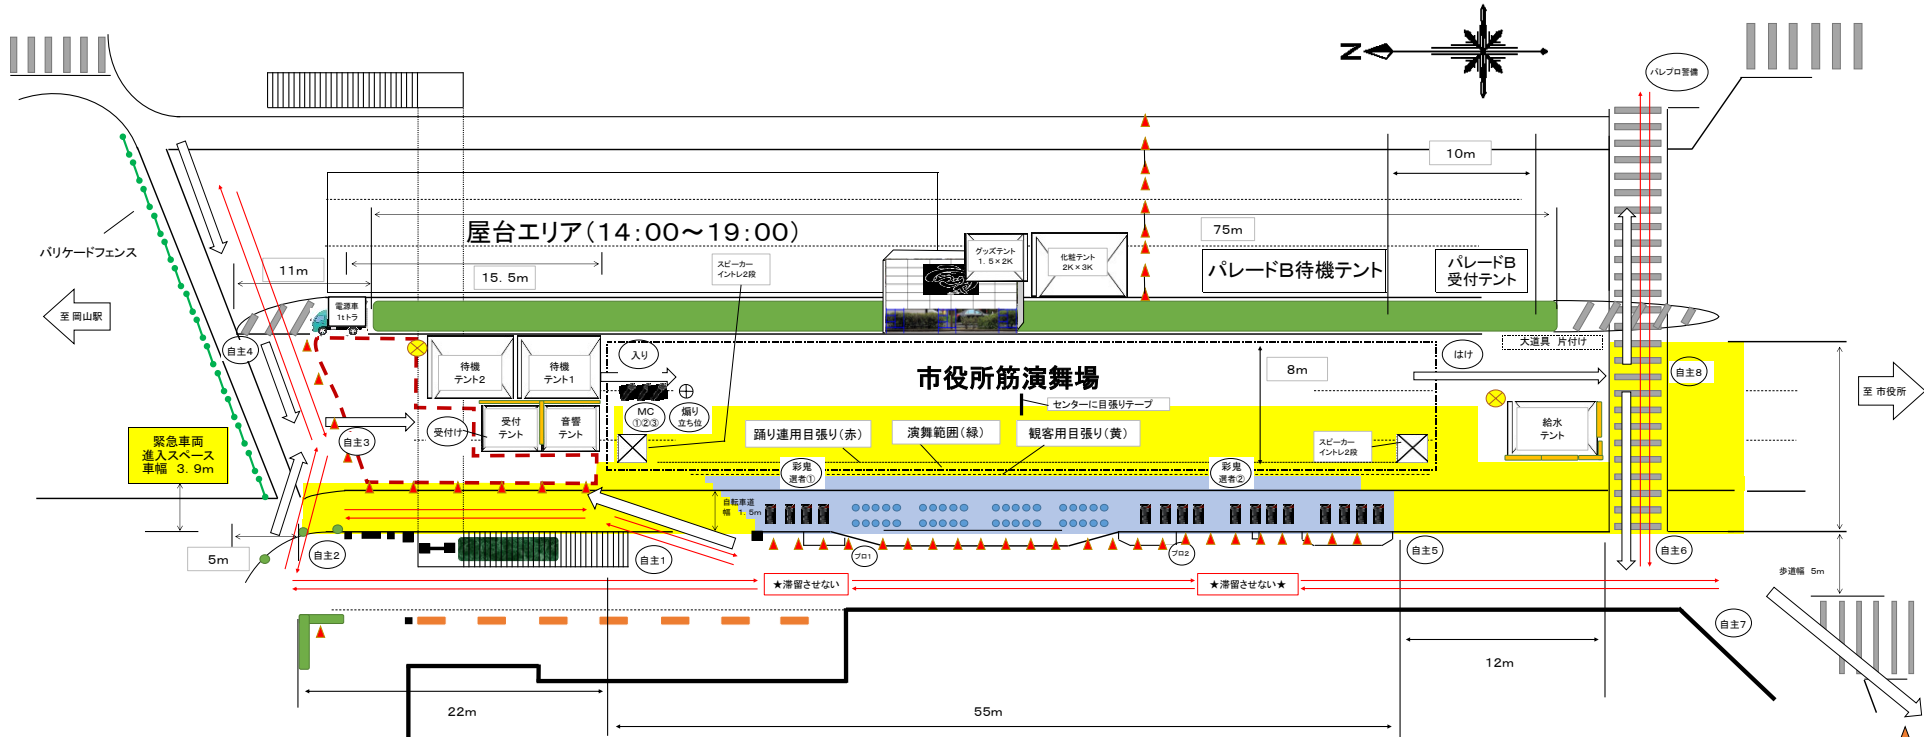 パレプロ警備
N
10m
75m
屋台エリア(14:00～19:00)
バリケードフェンス
11m
15.5m
スピーカー
イントレ2段
グッズテント
1.5×2K
化粧テント
2K×3K
パレードB待機テント
パレードB
受付テント
至 岡山駅
電源車
1tトラ
自主4
待機
テント2
待機
テント1
入り
市役所筋演舞場
8m
はけ
大道具 片付け
自主8
至 市役所
MC
①②③
煽り
立ち位
センターに目張りテープ
緊急車両
進入スペース
車幅 3.9m
自主3
受付け
受付
テント
音響
テント
踊り連用目張り(赤)
演舞範囲(緑)
観客用目張り(黄)
スピーカー
イントレ2段
給水
テント
彩鬼
選者①
彩鬼
選者②
自転車道
幅 1.5m
5m
自主2
自主1
プロ1
プロ2
自主5
自主6
歩道幅 5m
★滞留させない
★滞留させない★
自主7
12m
22m
55m